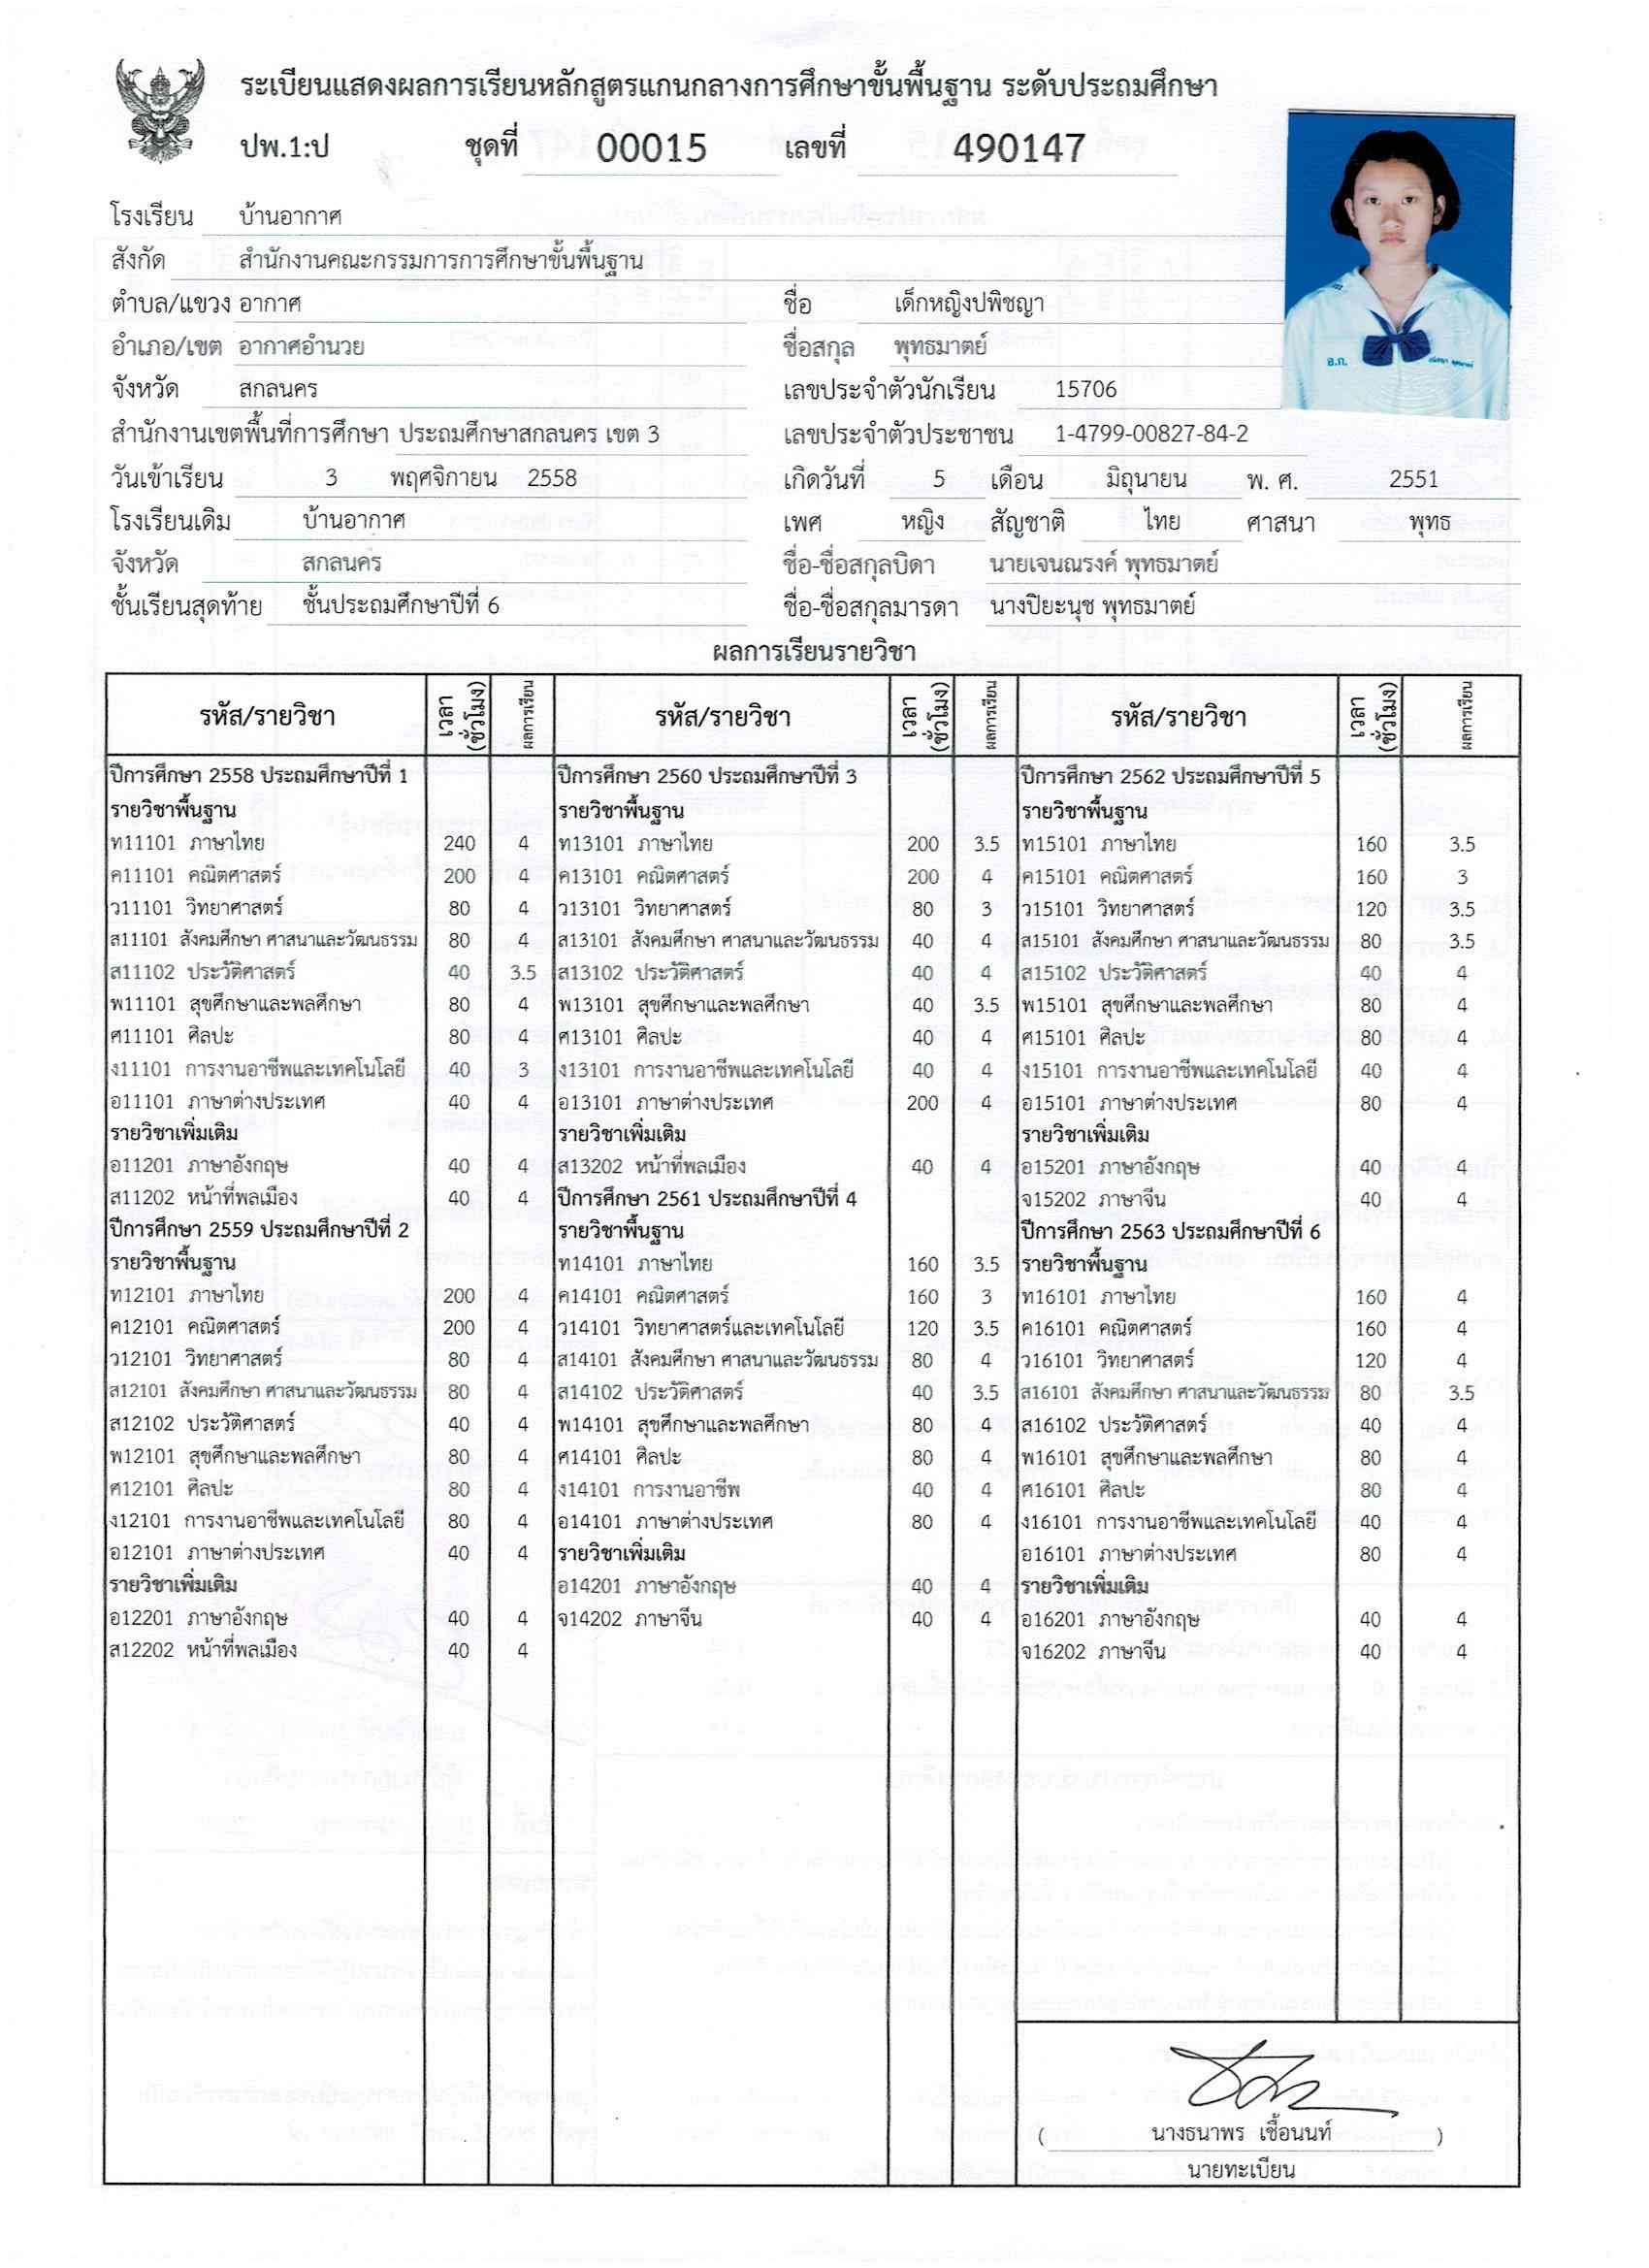 ระเบียนแสดงผลการเรียนหลักสูตรแกนกลางการศึกษาขั้นพื้นฐาน ระดับประถมศึกษา
ปพ.1:ป ชุดที่ 00015 เลขที่ 490147
โรงเรียน บ้านอากาศ
สังกัด สำนักงานคณะกรรมการการศึกษาขั้นพื้นฐาน
ตำบล/แขวง อากาศ
อำเภอ/เขต อากาศอำนวย
จังหวัด สกลนคร
สำนักงานเขตพื้นที่การศึกษา ประถมศึกษาสกลนคร เขต 3
วันเข้าเรียน 3 พฤศจิกายน 2558
โรงเรียนเดิม บ้านอากาศ
จังหวัด สกลนคร
ชั้นเรียนสุดท้าย ชั้นประถมศึกษาปีที่ 6
ชื่อ เด็กหญิงปพิชญา
ชื่อสกุล พุทธมาตย์
เลขประจำตัวนักเรียน 15706
เลขประจำตัวประชาชน 1-4799-00827-84-2
เกิดวันที่ 5 เดือน มิถุนายน พ. ศ. 2551
เพศ หญิง สัญชาติ ไทย ศาสนา พุทธ
ชื่อ-ชื่อสกุลบิดา นายเจนณรงค์ พุทธมาตย์
ชื่อ-ชื่อสกุลมารดา นางปิยะนุช พุทธมาตย์
อ.ก.
ผลการเรียนรายวิชา
รหัส/รายวิชา เวลา (ชั่วโมง) ผลการเรียน
ปีการศึกษา 2558 ประถมศึกษาปีที่ 1
รายวิชาพื้นฐาน
ท11101 ภาษาไทย 240 4
ค11101 คณิตศาสตร์ 200 4
ว11101 วิทยาศาสตร์ 80 4
ส11101 สังคมศึกษา ศาสนาและวัฒนธรรม 80 4
ส11102 ประวัติศาสตร์ 40 3.5
พ11101 สุขศึกษาและพลศึกษา 80 4
ศ11101 ศิลปะ 80 4
ง11101 การงานอาชีพและเทคโนโลยี 40 3
อ11101 ภาษาต่างประเทศ 40 4
รายวิชาเพิ่มเติม
อ11201 ภาษาอังกฤษ 40 4
ส11202 หน้าที่พลเมือง 40 4
ปีการศึกษา 2559 ประถมศึกษาปีที่ 2
รายวิชาพื้นฐาน
ท12101 ภาษาไทย 200 4
ค12101 คณิตศาสตร์ 200 4
ว12101 วิทยาศาสตร์ 80 4
ส12101 สังคมศึกษา ศาสนาและวัฒนธรรม 80 4
ส12102 ประวัติศาสตร์ 40 4
พ12101 สุขศึกษาและพลศึกษา 80 4
ศ12101 ศิลปะ 80 4
ง12101 การงานอาชีพและเทคโนโลยี 80 4
อ12101 ภาษาต่างประเทศ 40 4
รายวิชาเพิ่มเติม
อ12201 ภาษาอังกฤษ 40 4
ส12202 หน้าที่พลเมือง 40 4
รหัส/รายวิชา เวลา (ชั่วโมง) ผลการเรียน
ปีการศึกษา 2560 ประถมศึกษาปีที่ 3
รายวิชาพื้นฐาน
ท13101 ภาษาไทย 200 3.5
ค13101 คณิตศาสตร์ 200 4
ว13101 วิทยาศาสตร์ 80 3
ส13101 สังคมศึกษา ศาสนาและวัฒนธรรม 40 4
ส13102 ประวัติศาสตร์ 40 4
พ13101 สุขศึกษาและพลศึกษา 40 3.5
ศ13101 ศิลปะ 40 4
ง13101 การงานอาชีพและเทคโนโลยี 40 4
อ13101 ภาษาต่างประเทศ 200 4
รายวิชาเพิ่มเติม
ส13202 หน้าที่พลเมือง 40 4
ปีการศึกษา 2561 ประถมศึกษาปีที่ 4
รายวิชาพื้นฐาน
ท14101 ภาษาไทย 160 3.5
ค14101 คณิตศาสตร์ 160 3
ว14101 วิทยาศาสตร์และเทคโนโลยี 120 3.5
ส14101 สังคมศึกษา ศาสนาและวัฒนธรรม 80 4
ส14102 ประวัติศาสตร์ 40 3.5
พ14101 สุขศึกษาและพลศึกษา 80 4
ศ14101 ศิลปะ 80 4
ง14101 การงานอาชีพ 40 4
อ14101 ภาษาต่างประเทศ 80 4
รายวิชาเพิ่มเติม
อ14201 ภาษาอังกฤษ 40 4
จ14202 ภาษาจีน 40 4
รหัส/รายวิชา เวลา (ชั่วโมง) ผลการเรียน
ปีการศึกษา 2562 ประถมศึกษาปีที่ 5
รายวิชาพื้นฐาน
ท15101 ภาษาไทย 160 3.5
ค15101 คณิตศาสตร์ 160 3
ว15101 วิทยาศาสตร์ 120 3.5
ส15101 สังคมศึกษา ศาสนาและวัฒนธรรม 80 3.5
ส15102 ประวัติศาสตร์ 40 4
พ15101 สุขศึกษาและพลศึกษา 80 4
ศ15101 ศิลปะ 80 4
ง15101 การงานอาชีพและเทคโนโลยี 40 4
อ15101 ภาษาต่างประเทศ 80 4
รายวิชาเพิ่มเติม
อ15201 ภาษาอังกฤษ 40 4
จ15202 ภาษาจีน 40 4
ปีการศึกษา 2563 ประถมศึกษาปีที่ 6
รายวิชาพื้นฐาน
ท16101 ภาษาไทย 160 4
ค16101 คณิตศาสตร์ 160 4
ว16101 วิทยาศาสตร์ 120 4
ส16101 สังคมศึกษา ศาสนาและวัฒนธรรม 80 3.5
ส16102 ประวัติศาสตร์ 40 4
พ16101 สุขศึกษาและพลศึกษา 80 4
ศ16101 ศิลปะ 80 4
ง16101 การงานอาชีพและเทคโนโลยี 40 4
อ16101 ภาษาต่างประเทศ 80 4
รายวิชาเพิ่มเติม
อ16201 ภาษาอังกฤษ 40 4
จ16202 ภาษาจีน 40 4
( นางธนาพร เชื้อนนท์ )
นายทะเบียน